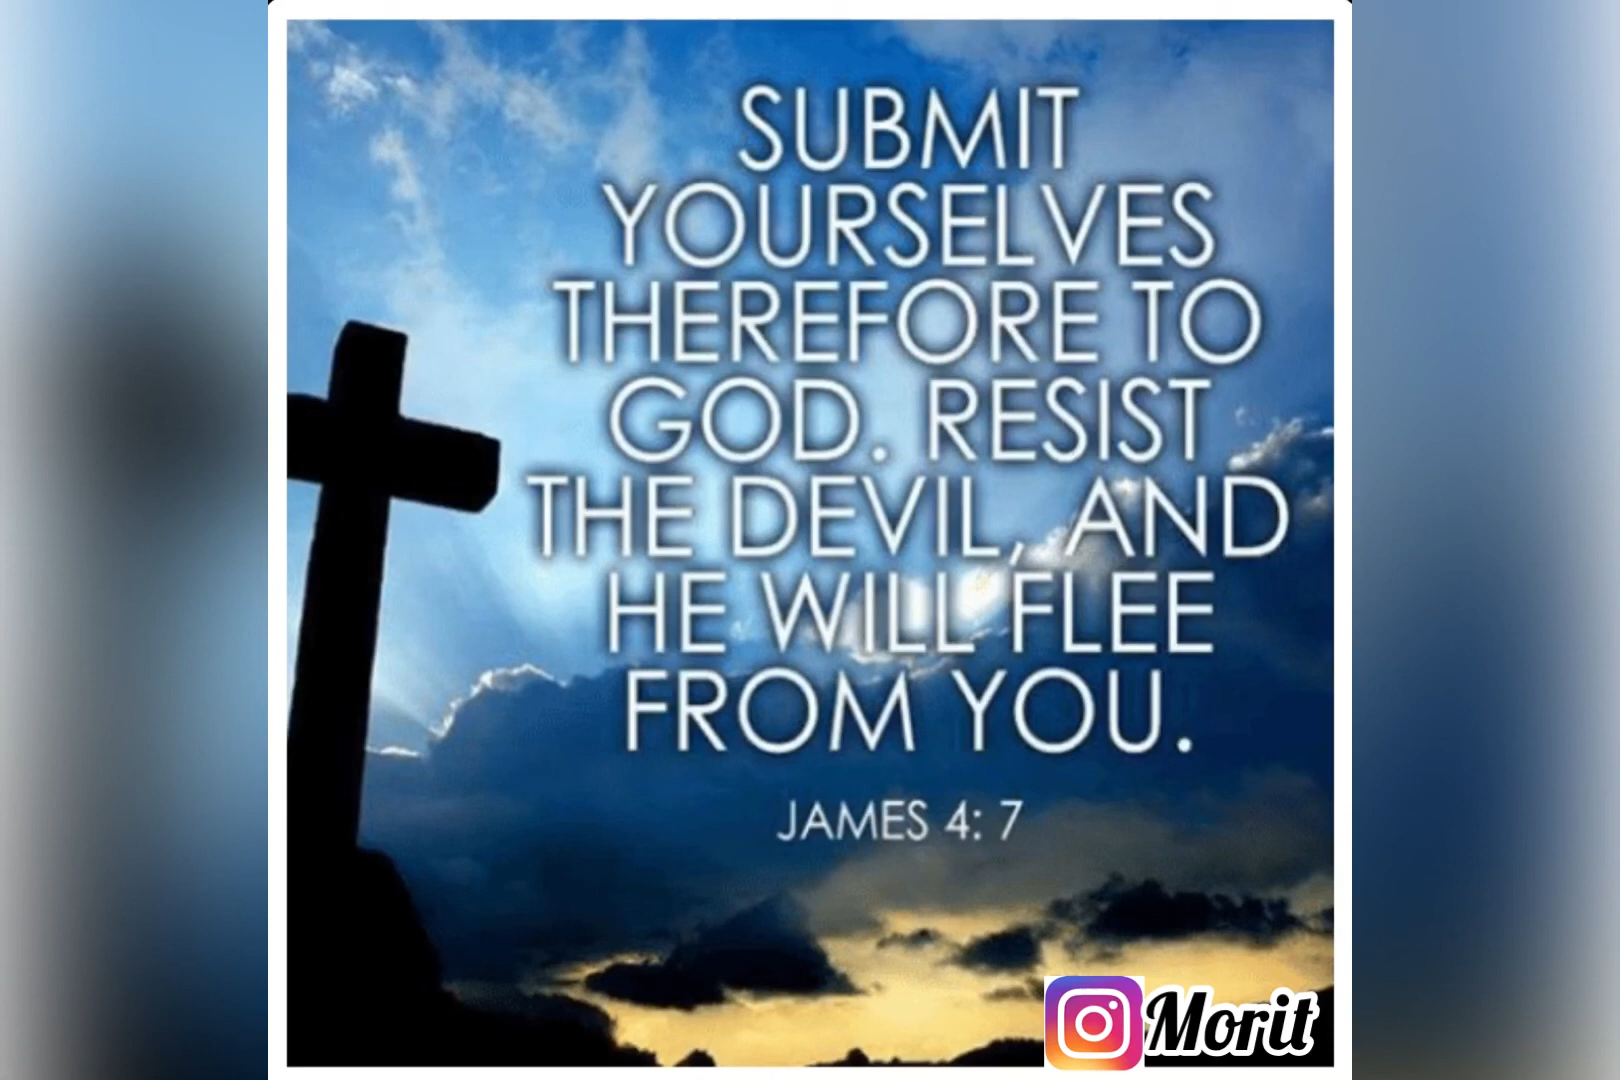 SUBMIT
YOURSELVES
THEREFORE TO
GOD. RESIST
THE DEVIL, AND
HE WILL FLEE
FROM YOU.
JAMES 4: 7
Morit